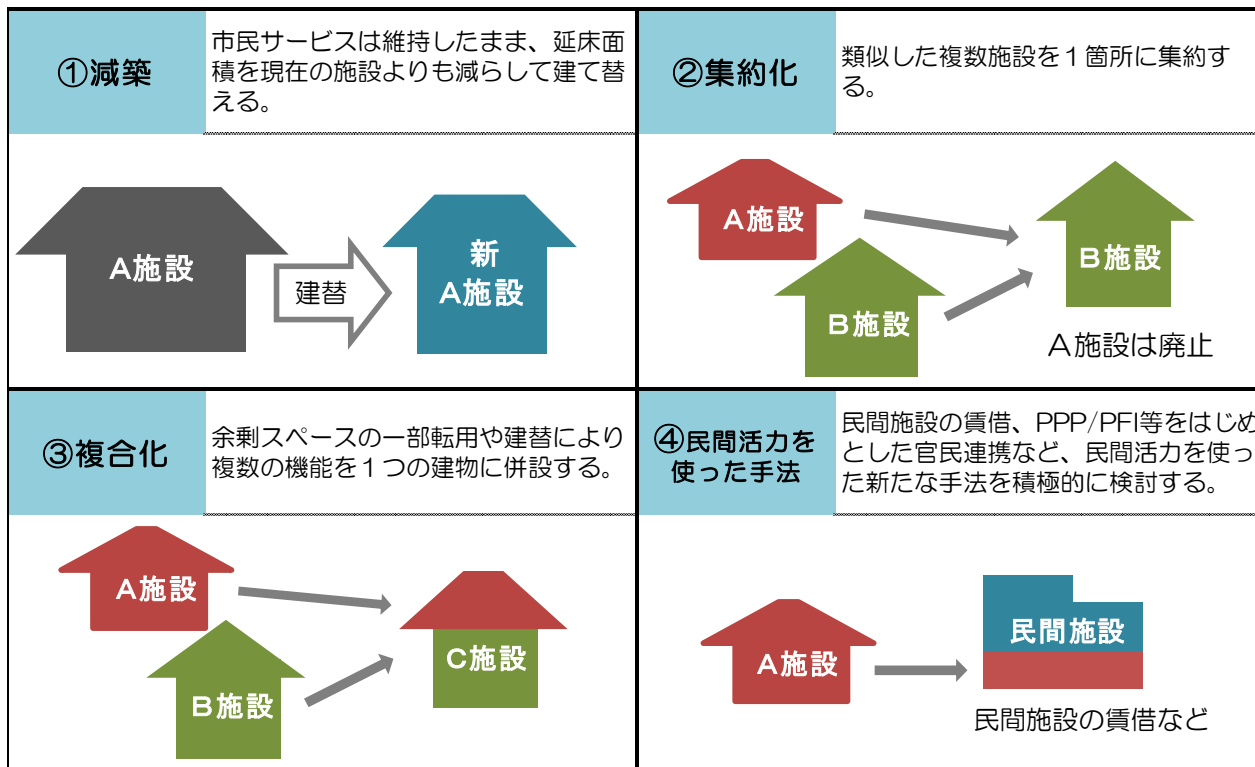 ①減築
市民サービスは維持したまま、延床面
積を現在の施設よりも減らして建て替
える。
A施設
建替
新
A施設
②集約化
類似した複数施設を1箇所に集約す
る。
A施設
B施設
B施設
A施設は廃止
③複合化
余剰スペースの一部転用や建替により
複数の機能を1つの建物に併設する。
A施設
B施設
C施設
④民間活力を
使った手法
民間施設の賃借、PPP/PFI等をはじめ
とした官民連携など、民間活力を使っ
た新たな手法を積極的に検討する。
A施設
民間施設
民間施設の賃借など